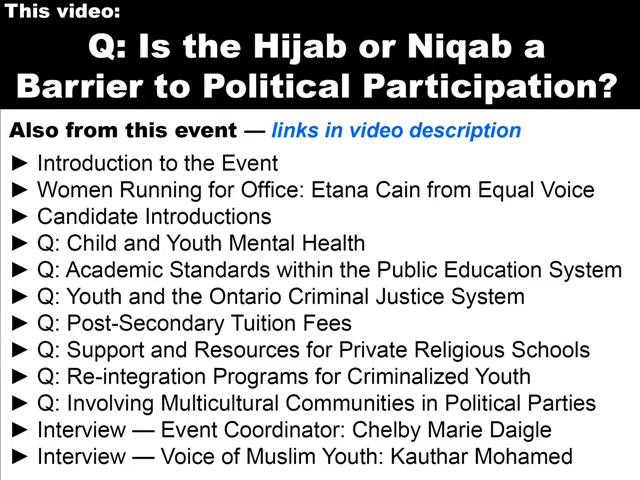 This video:
Q: Is the Hijab or Niqab a
Barrier to Political Participation?
Also from this event — links in video description
► Introduction to the Event
► Women Running for Office: Etana Cain from Equal Voice
► Candidate Introductions
► Q: Child and Youth Mental Health
► Q: Academic Standards within the Public Education System
► Q: Youth and the Ontario Criminal Justice System
► Q: Post-Secondary Tuition Fees
► Q: Support and Resources for Private Religious Schools
► Q: Re-integration Programs for Criminalized Youth
► Q: Involving Multicultural Communities in Political Parties
► Interview — Event Coordinator: Chelby Marie Daigle
► Interview — Voice of Muslim Youth: Kauthar Mohamed